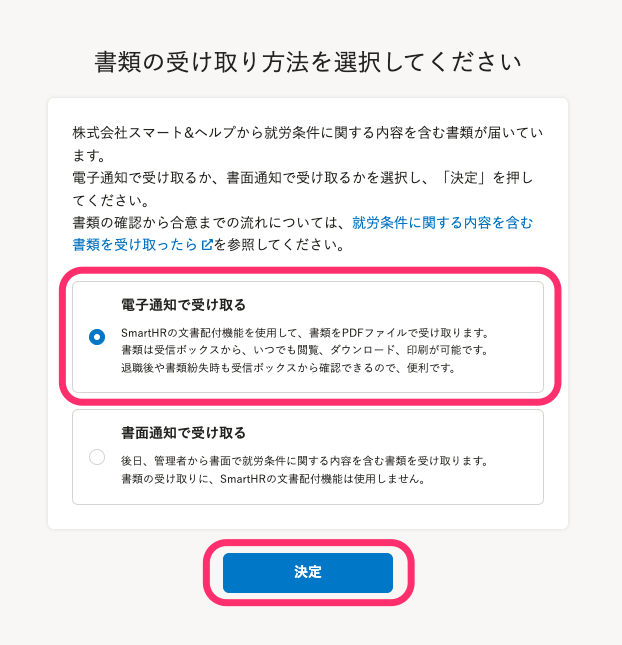 書類の受け取り方法を選択してください
株式会社スマート&ヘルプから就労条件に関する内容を含む書類が届いてい
ます。
電子通知で受け取るか、書面通知で受け取るかを選択し、「決定」を押し
てください。
書類の確認から合意までの流れについては、就労条件に関する内容を含む
書類を受け取ったらを参照してください。
電子通知で受け取る
SmartHRの文書配付機能を使用して、書類をPDFファイルで受け取ります。
書類は受信ボックスから、いつでも閲覧、ダウンロード、印刷が可能です。
退職後や書類紛失時も受信ボックスから確認できるので、便利です。
書面通知で受け取る
後日、管理者から書面で就労条件に関する内容を含む書類を受け取ります。
書類の受け取りに、SmartHRの文書配付機能は使用しません。
決定